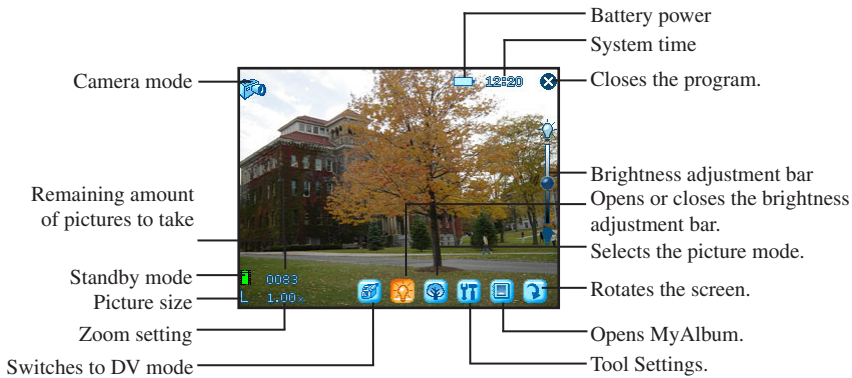 Battery power
System time
Camera mode
12:20
Closes the program.
Brightness adjustment bar
Opens or closes the brightness
adjustment bar.
Remaining amount
of pictures to take
Selects the picture mode.
Standby mode
0083
Picture size
L 1.00x
Rotates the screen.
Zoom setting
Opens MyAlbum.
Switches to DV mode
Tool Settings.